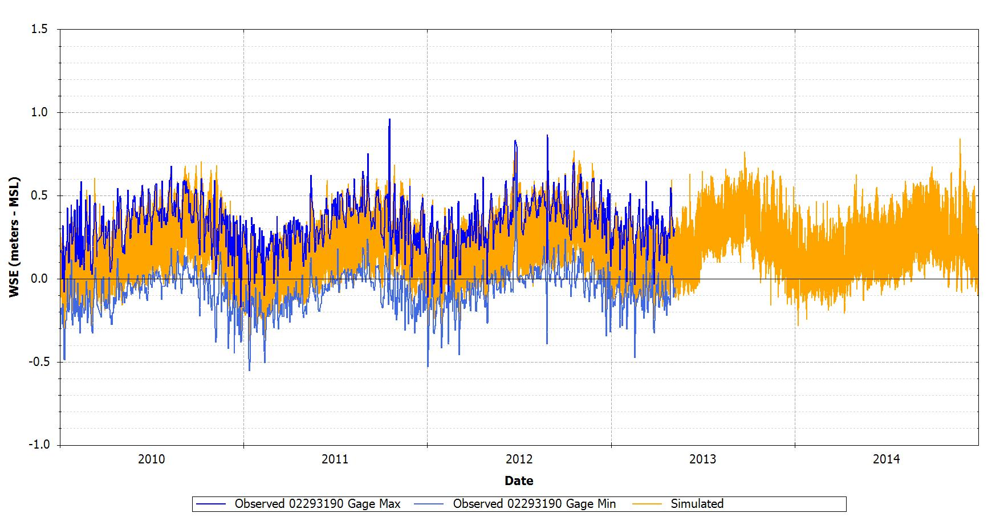 1.5
1.0
0.5
0.0
-0.5
-1.0
WSE (meters - MSL)
2010 2011 2012 2013 2014
Date
Observed 02293190 Gage Max Observed 02293190 Gage Min Simulated